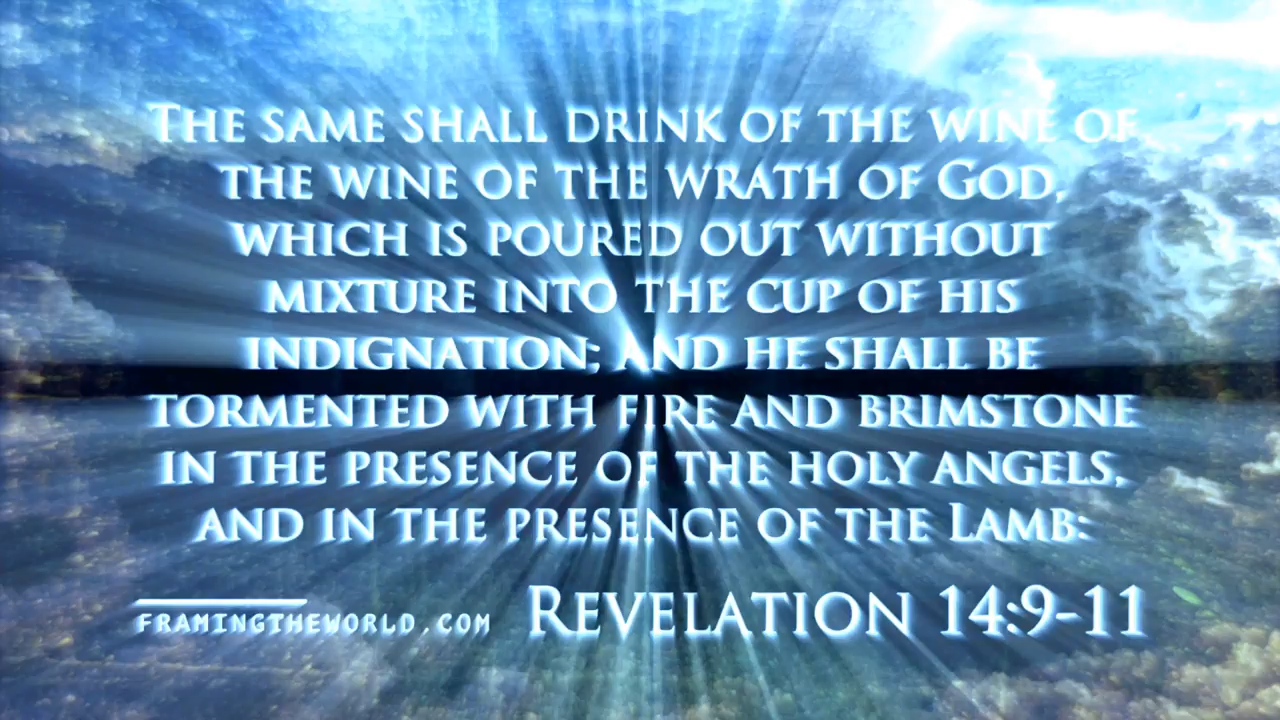 The same shall drink of the wine of
the wine of the wrath of God,
which is poured out without
mixture into the cup of his
indignation; and he shall be
tormented with fire and brimstone
in the presence of the holy angels,
and in the presence of the Lamb:
Revelation 14:9-11
FRAMINGTHEWORLD.COM